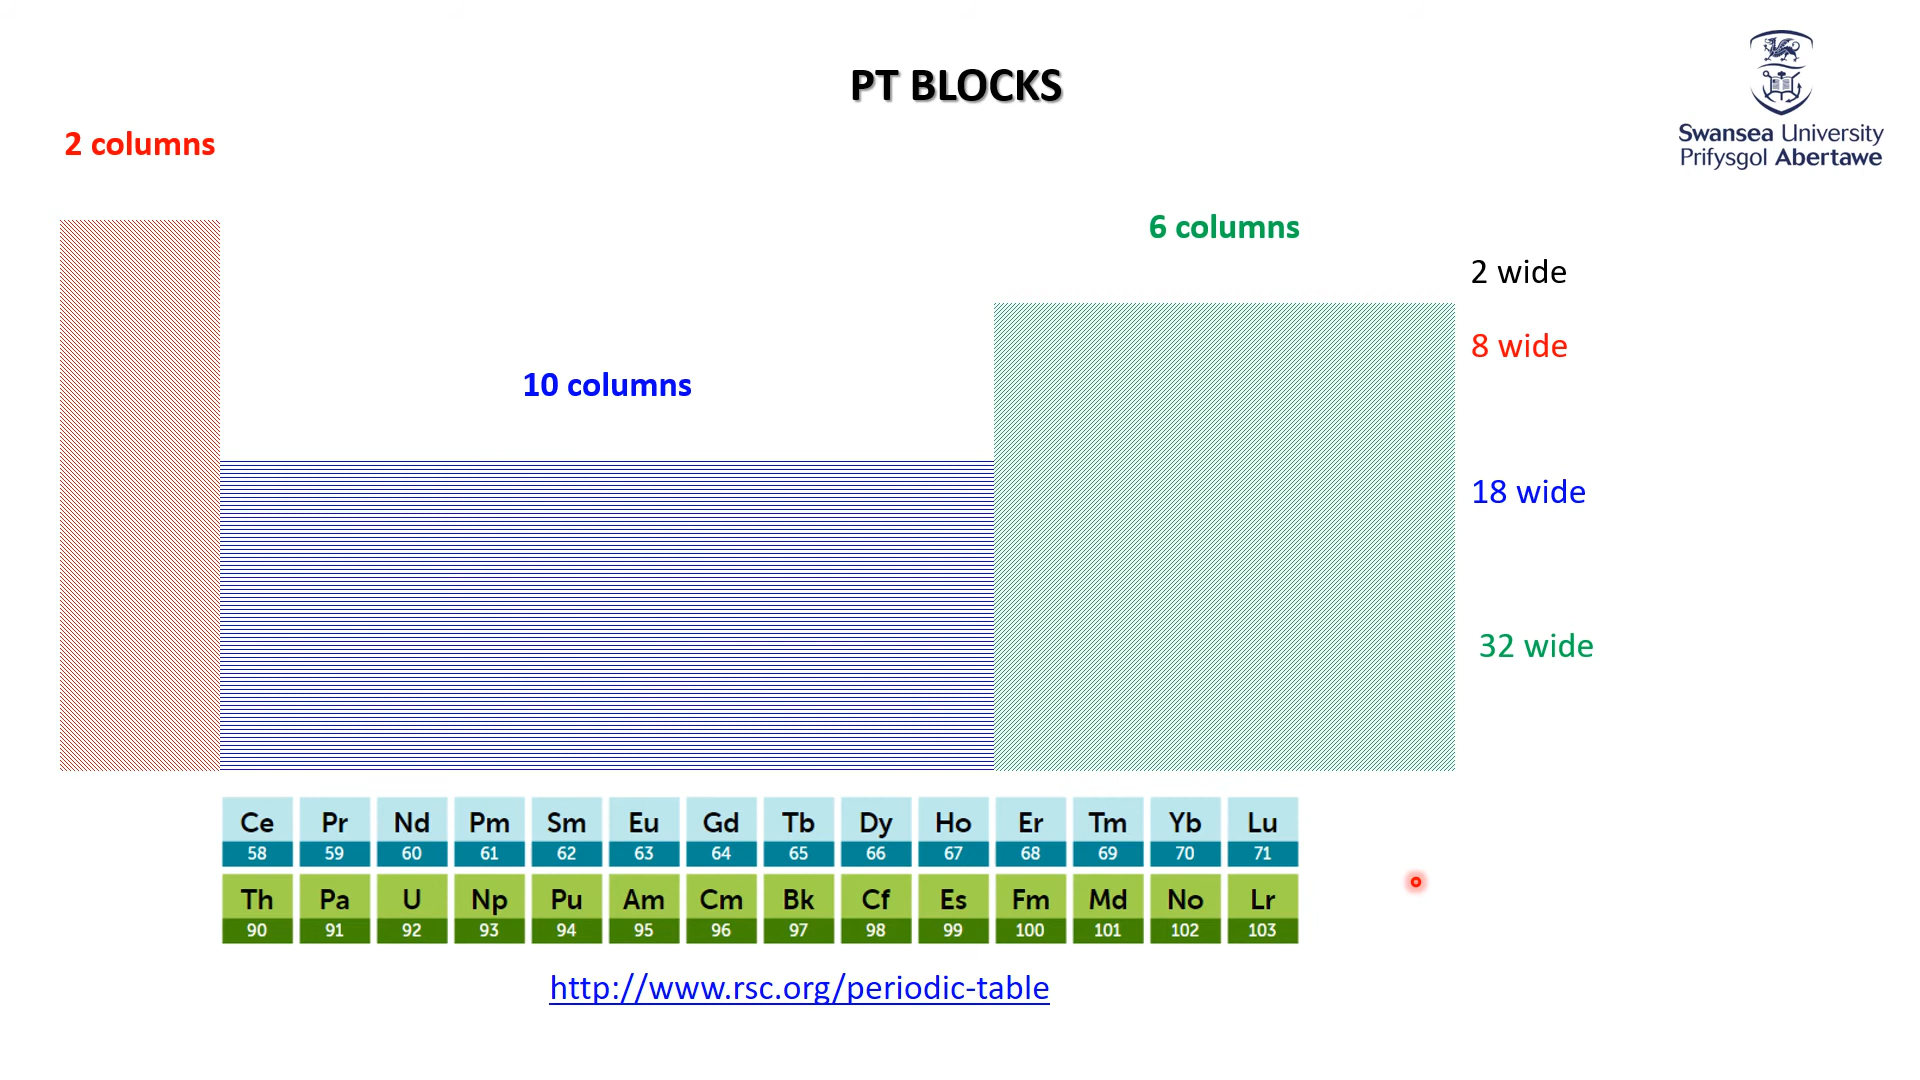 PT BLOCKS
Swansea University
Prifysgol Abertawe
2 columns
6 columns
2 wide
8 wide
10 columns
18 wide
32 wide
Ce Pr Nd Pm Sm Eu Gd Tb Dy Ho Er Tm Yb Lu
58 59 60 61 62 63 64 65 66 67 68 69 70 71
Th Pa U Np Pu Am Cm Bk Cf Es Fm Md No Lr
90 91 92 93 94 95 96 97 98 99 100 101 102 103
http://www.rsc.org/periodic-table